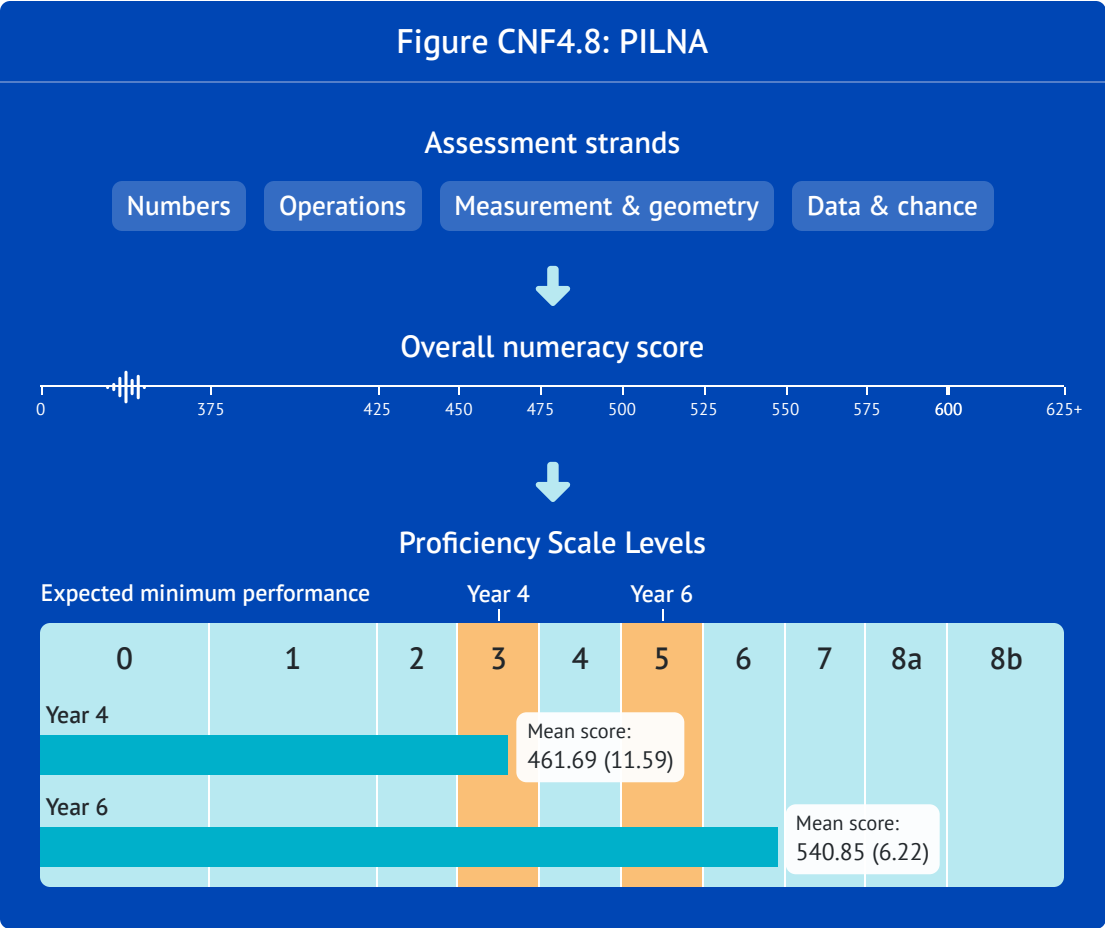 Figure CNF4.8: PILNA
Assessment strands
Numbers Operations Measurement & geometry Data & chance
Overall numeracy score
0 375 425 450 475 500 525 550 575 600 625+
Proficiency Scale Levels
Expected minimum performance Year 4 Year 6
0 1 2 3 4 5 6 7 8a 8b
Year 4
Mean score:
461.69 (11.59)
Year 6
Mean score:
540.85 (6.22)